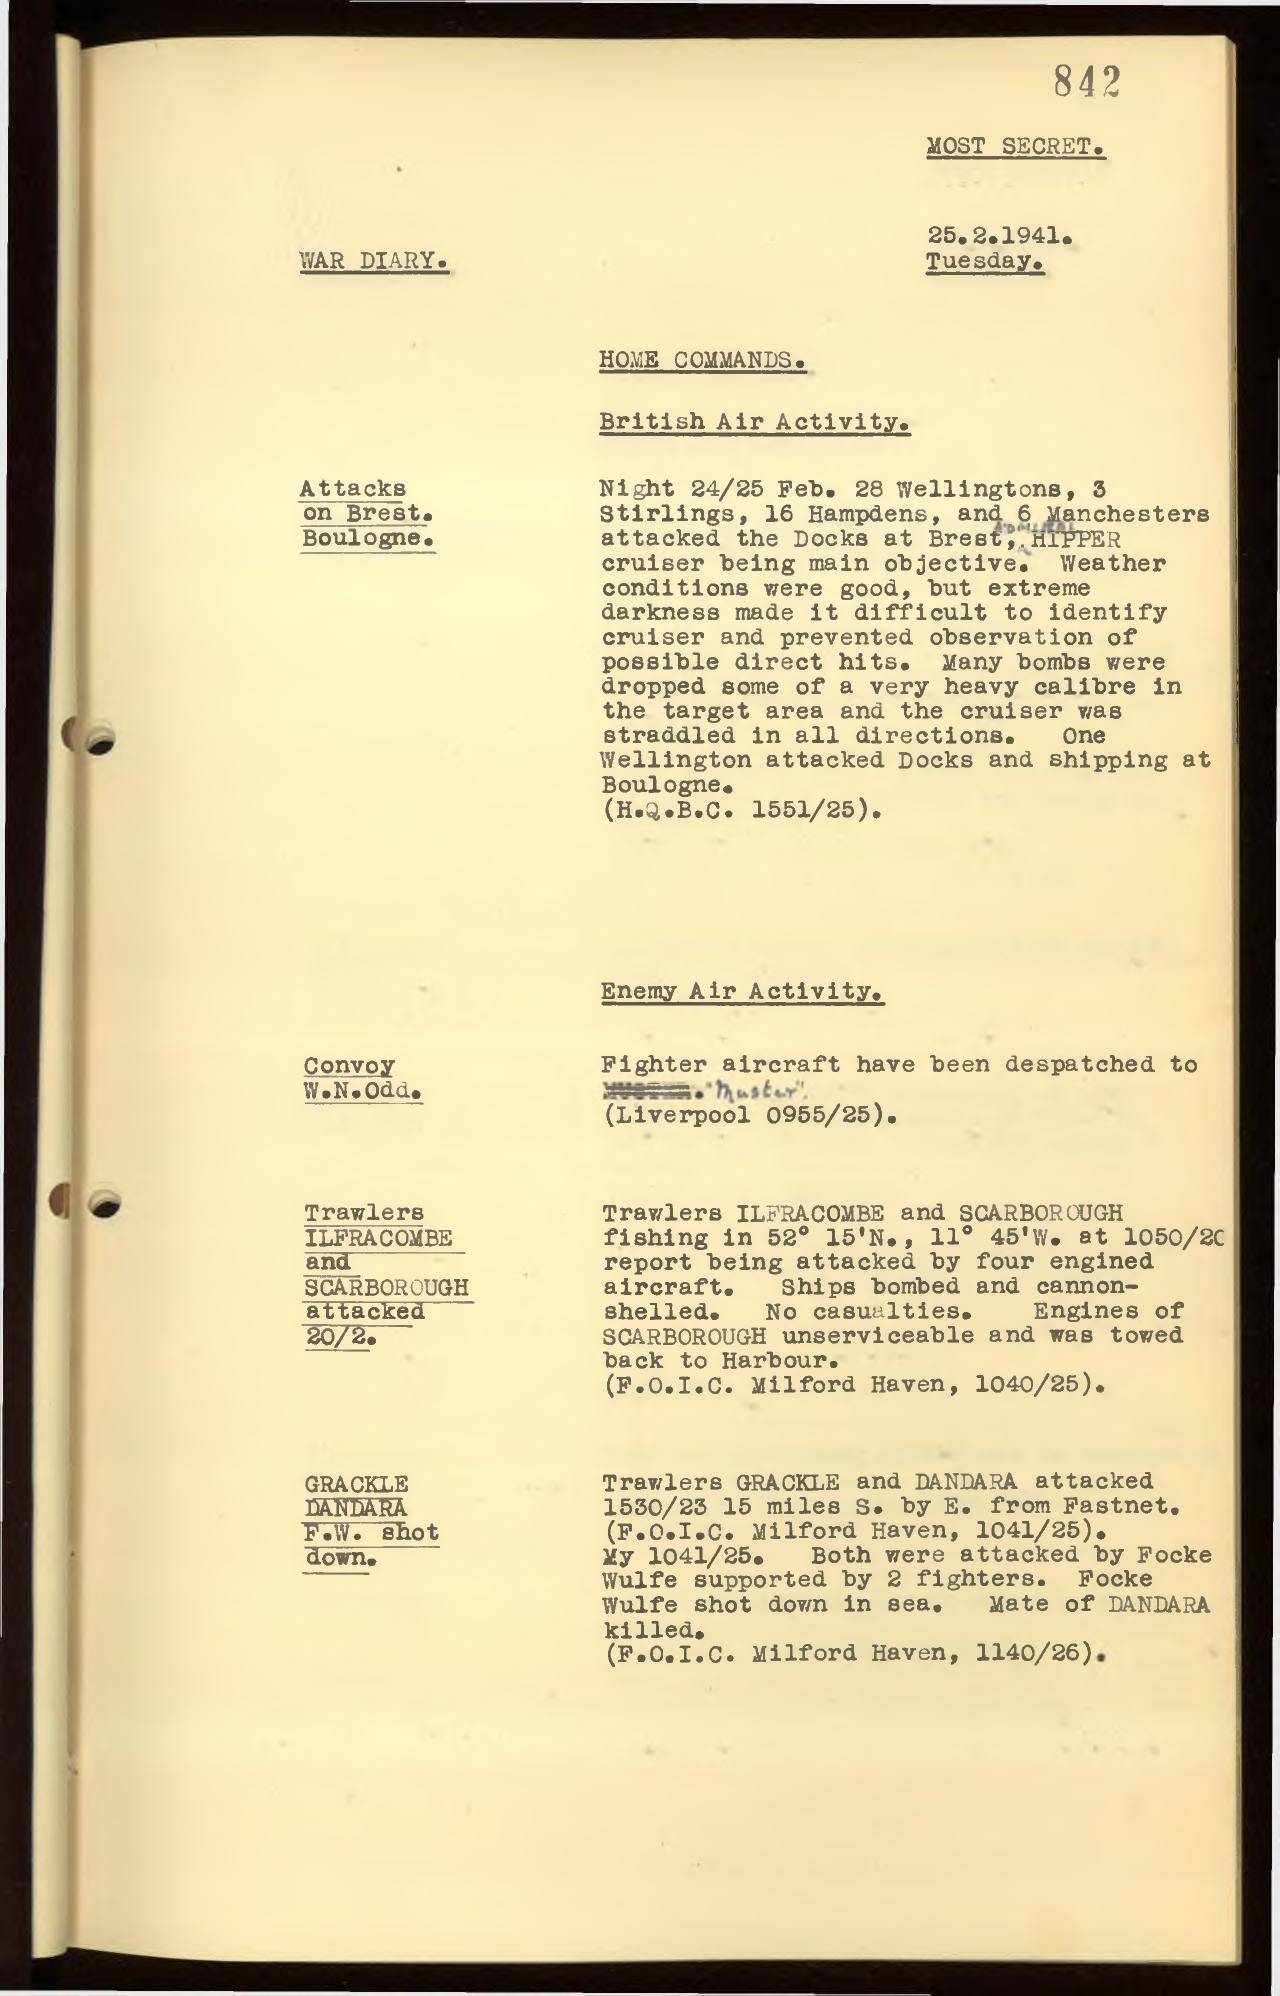 842
MOST SECRET.
25.2.1941.
WAR DIARY.
Tuesday.
HOME COMMANDS.
British Air Activity.
Attacks
on Brest.
Boulogne.
Night 24/25 Feb. 28 Wellingtons, 3
Stirlings, 16 Hampdens, and 6 Manchesters
ADMIRAL
attacked the Docks at Brest, HIPPER
cruiser being main objective. Weather
conditions were good, but extreme
darkness made it difficult to identify
cruiser and prevented observation of
possible direct hits. Many bombs were
dropped some of a very heavy calibre in
the target area and the cruiser was
straddled in all directions. One
Wellington attacked Docks and shipping at
Boulogne.
(H.Q.B.C. 1551/25).
Enemy Air Activity.
Convoy
W.N.Odd.
Fighter aircraft have been despatched to
"Muster".
(Liverpool 0955/25).
Trawlers
ILFRACOMBE
and
SCARBOROUGH
attacked
20/2.
Trawlers ILFRACOMBE and SCARBOROUGH
fishing in 52° 15'N., 11° 45'W. at 1050/20
report being attacked by four engined
aircraft. Ships bombed and cannon-
shelled. No casualties. Engines of
SCARBOROUGH unserviceable and was towed
back to Harbour.
(F.O.I.C. Milford Haven, 1040/25).
GRACKLE
DANDARA
F.W. shot
down.
Trawlers GRACKLE and DANDARA attacked
1530/23 15 miles S. by E. from Fastnet.
(F.O.I.C. Milford Haven, 1041/25).
My 1041/25. Both were attacked by Focke
Wulfe supported by 2 fighters. Focke
Wulfe shot down in sea. Mate of DANDARA
killed.
(F.O.I.C. Milford Haven, 1140/26).